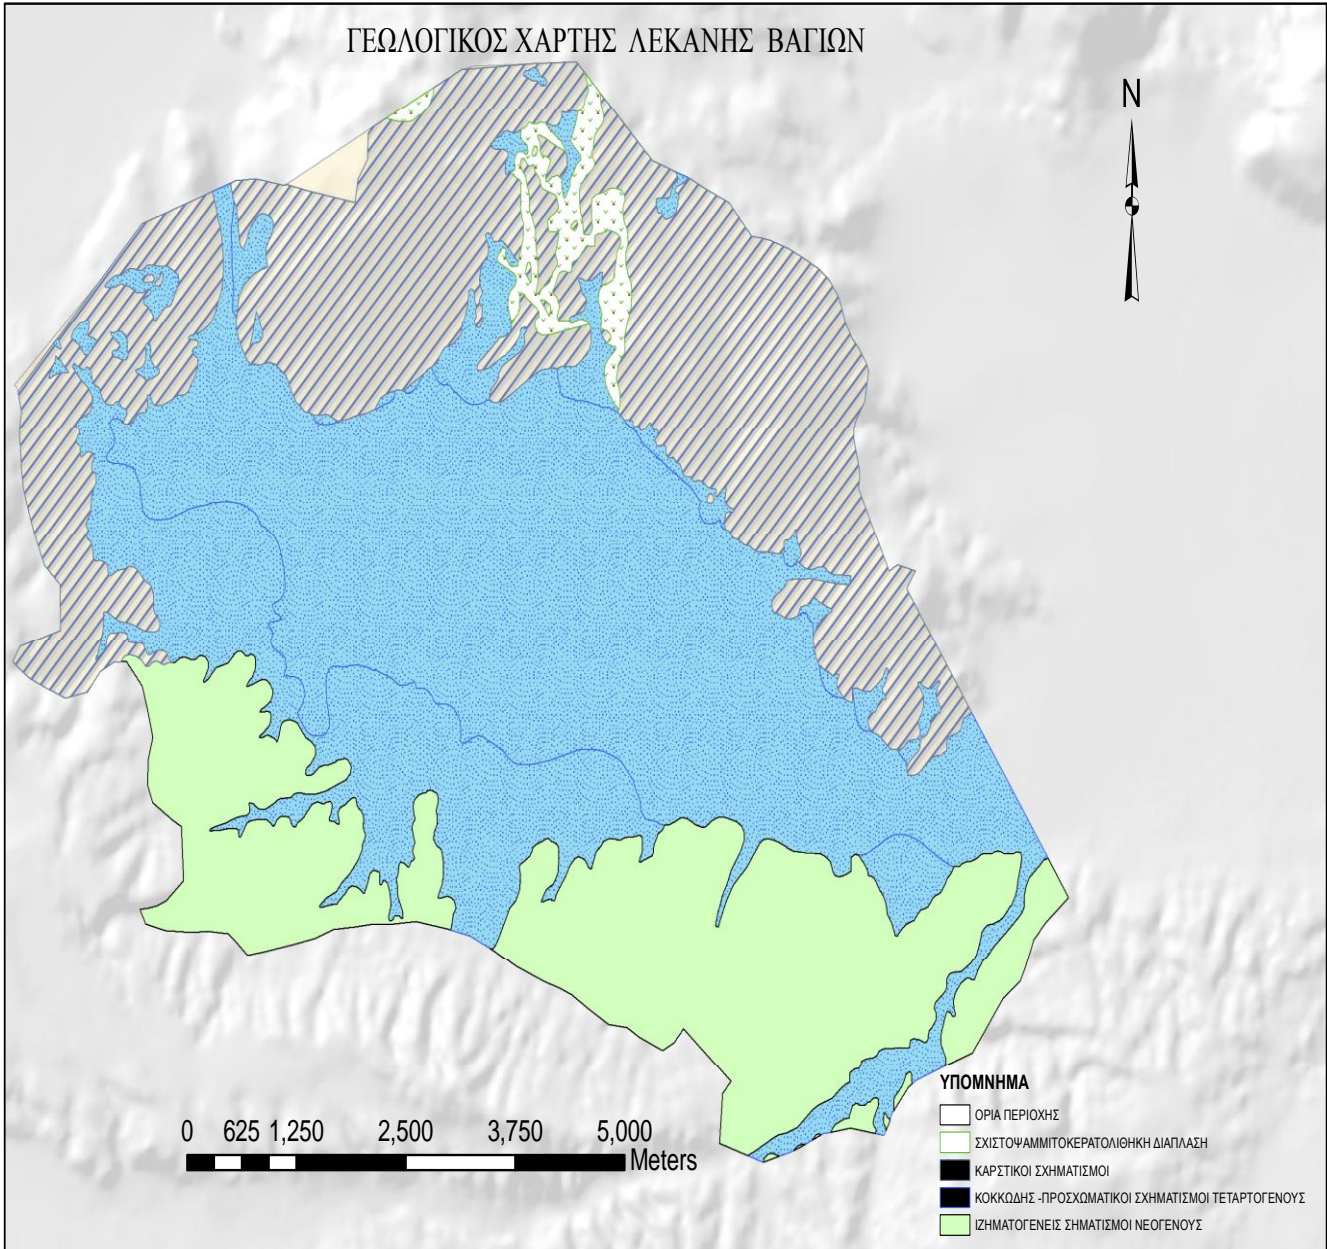 ΓΕΩΛΟΓΙΚΟΣ ΧΑΡΤΗΣ ΛΕΚΑΝΗΣ ΒΑΓΙΩΝ
N
ΥΠΟΜΝΗΜΑ
ΟΡΙΑ ΠΕΡΙΟΧΗΣ
ΣΧΙΣΤΟΨΑΜΜΙΤΟΚΕΡΑΤΟΛΙΘΗΚΗ ΔΙΑΠΛΑΣΗ
ΚΑΡΣΤΙΚΟΙ ΣΧΗΜΑΤΙΣΜΟΙ
ΚΟΚΚΩΔΗΣ -ΠΡΟΣΧΩΜΑΤΙΚΟΙ ΣΧΗΜΑΤΙΣΜΟΙ ΤΕΤΑΡΤΟΓΕΝΟΥΣ
ΙΖΗΜΑΤΟΓΕΝΕΙΣ ΣΗΜΑΤΙΣΜΟΙ ΝΕΟΓΕΝΟΥΣ
0 625 1,250 2,500 3,750 5,000
Meters